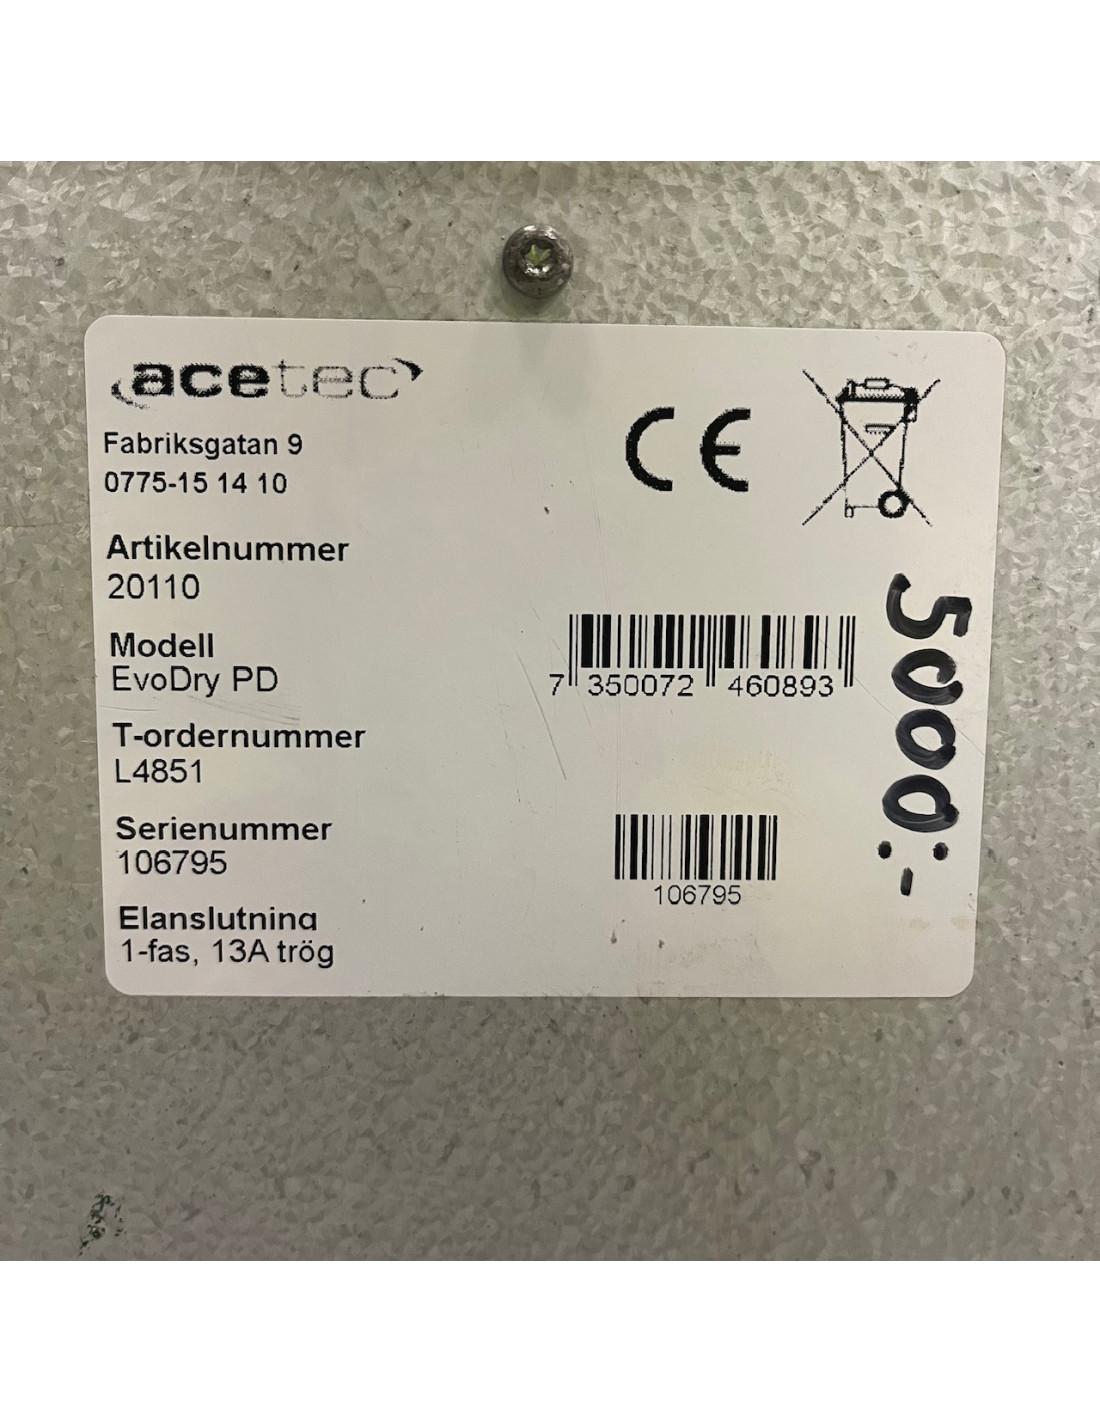 acetec
Fabriksgatan 9
0775-15 14 10
CE
Artikelnummer
20110
Modell
EvoDry PD
7 350072 460893
T-ordernummer
L4851
Serienummer
106795
106795
Elanslutning
1-fas, 13A trög
5000:-